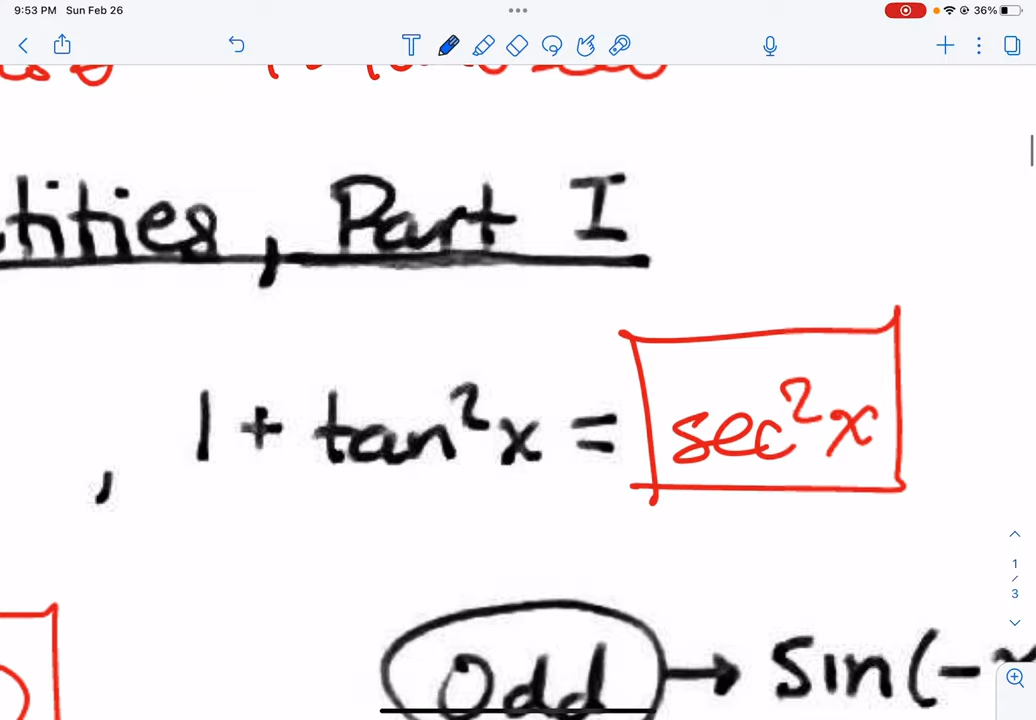 9:53 PM Sun Feb 26 36%
tities, Part I
, 1 + tan²x = sec²x
1
/
3
Odd → sin(-